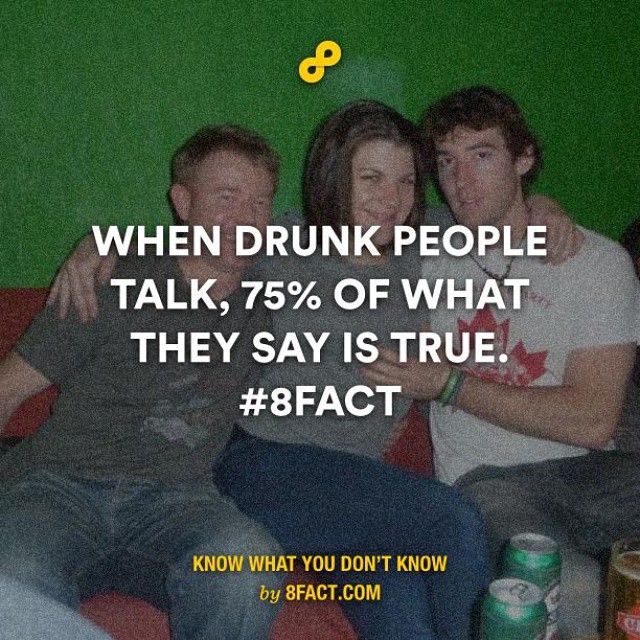 WHEN DRUNK PEOPLE
TALK, 75% OF WHAT
THEY SAY IS TRUE.
#8FACT
KNOW WHAT YOU DON'T KNOW
by 8FACT.COM